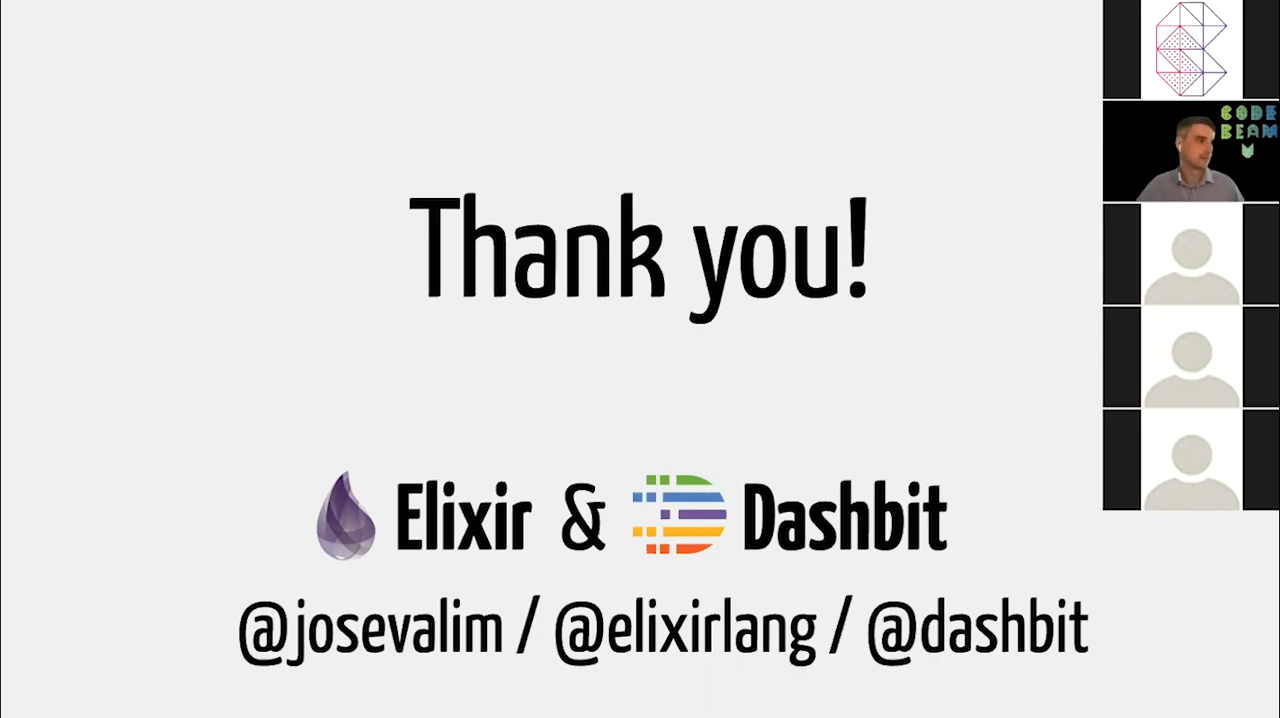 Thank you!
Elixir & Dashbit
@josevalim / @elixirlang / @dashbit
CODE
BEAM
V